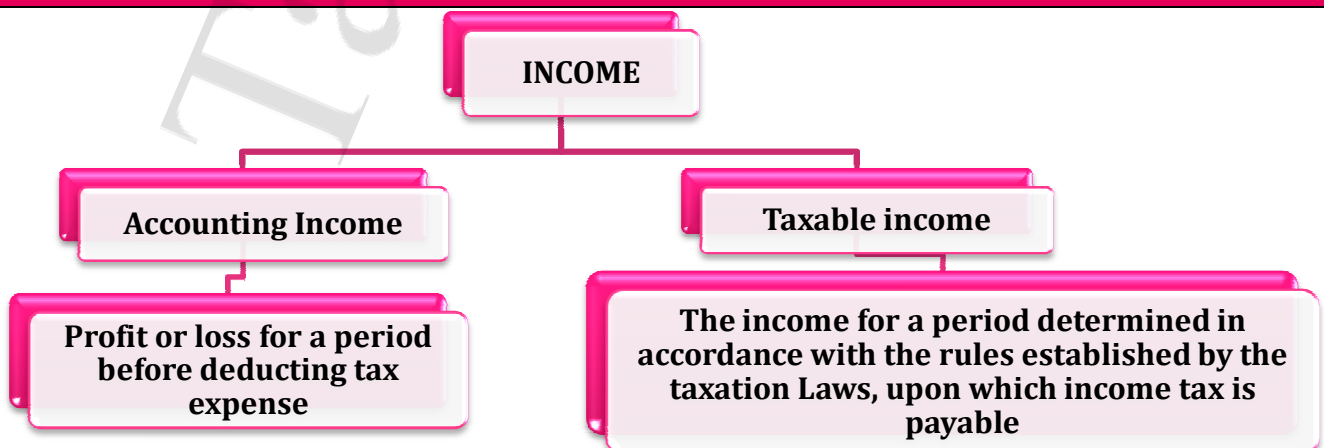 INCOME
Accounting Income
Taxable income
Profit or loss for a period
before deducting tax
expense
The income for a period determined in
accordance with the rules established by the
taxation Laws, upon which income tax is
payable